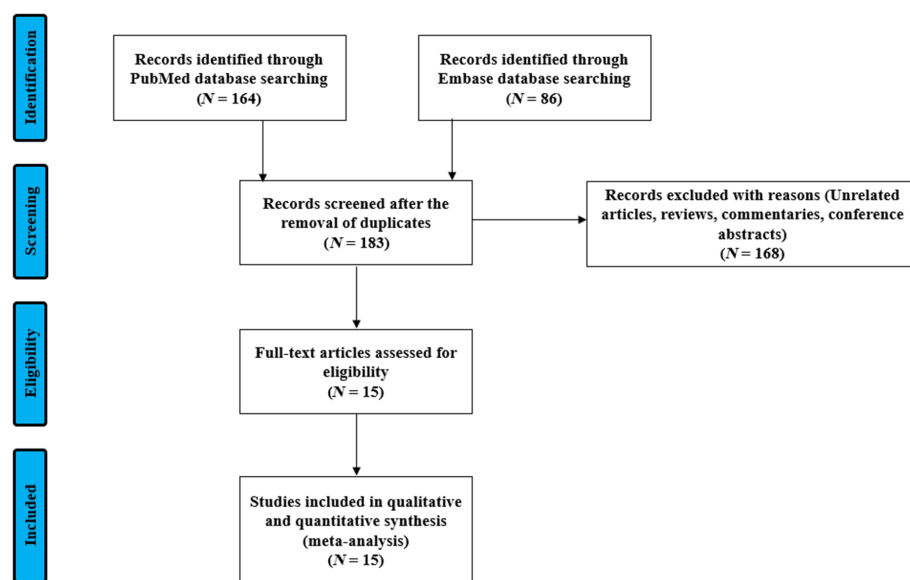 Identification
Records identified through
PubMed database searching
(N = 164)
Records identified through
Embase database searching
(N = 86)
Screening
Records screened after the
removal of duplicates
(N = 183)
Records excluded with reasons (Unrelated
articles, reviews, commentaries, conference
abstracts)
(N = 168)
Eligibility
Full-text articles assessed for
eligibility
(N = 15)
Included
Studies included in qualitative
and quantitative synthesis
(meta-analysis)
(N = 15)